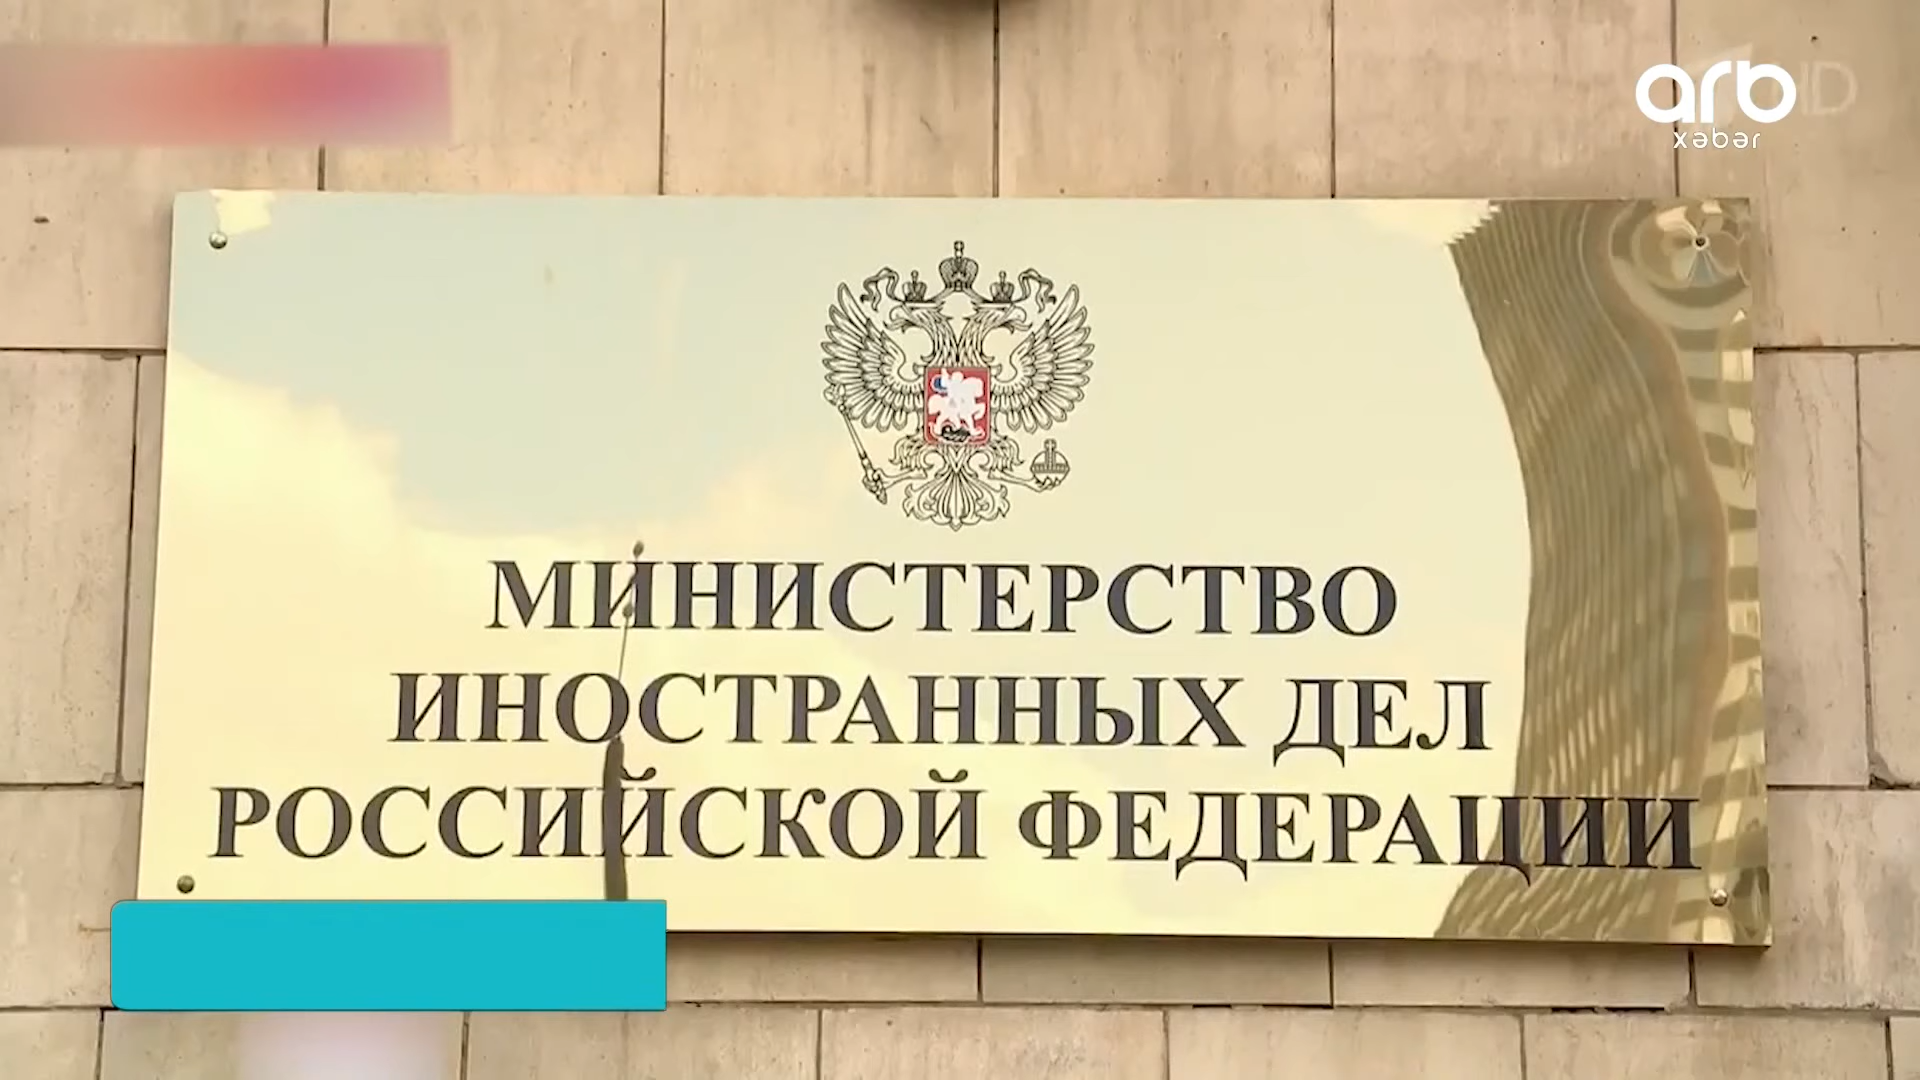 arb
xəbər
МИНИСТЕРСТВО
ИНОСТРАННЫХ ДЕЛ
РОССИЙСКОЙ ФЕДЕРАЦИИ